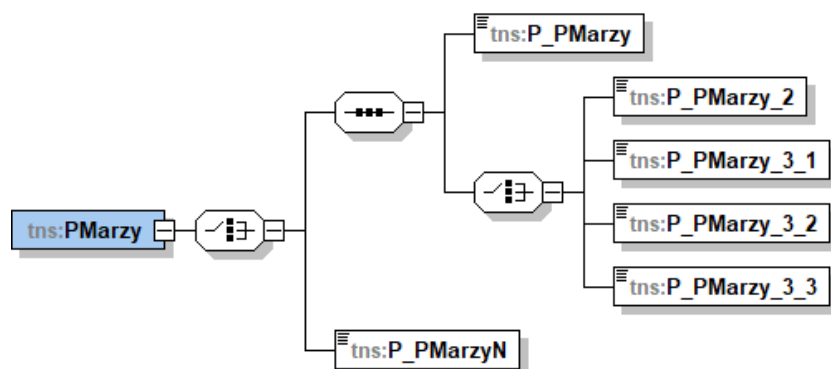 tns:P_PMarzy
tns:P_PMarzy_2
tns:P_PMarzy_3_1
tns:PMarzy
tns:P_PMarzy_3_2
tns:P_PMarzy_3_3
tns:P_PMarzyN